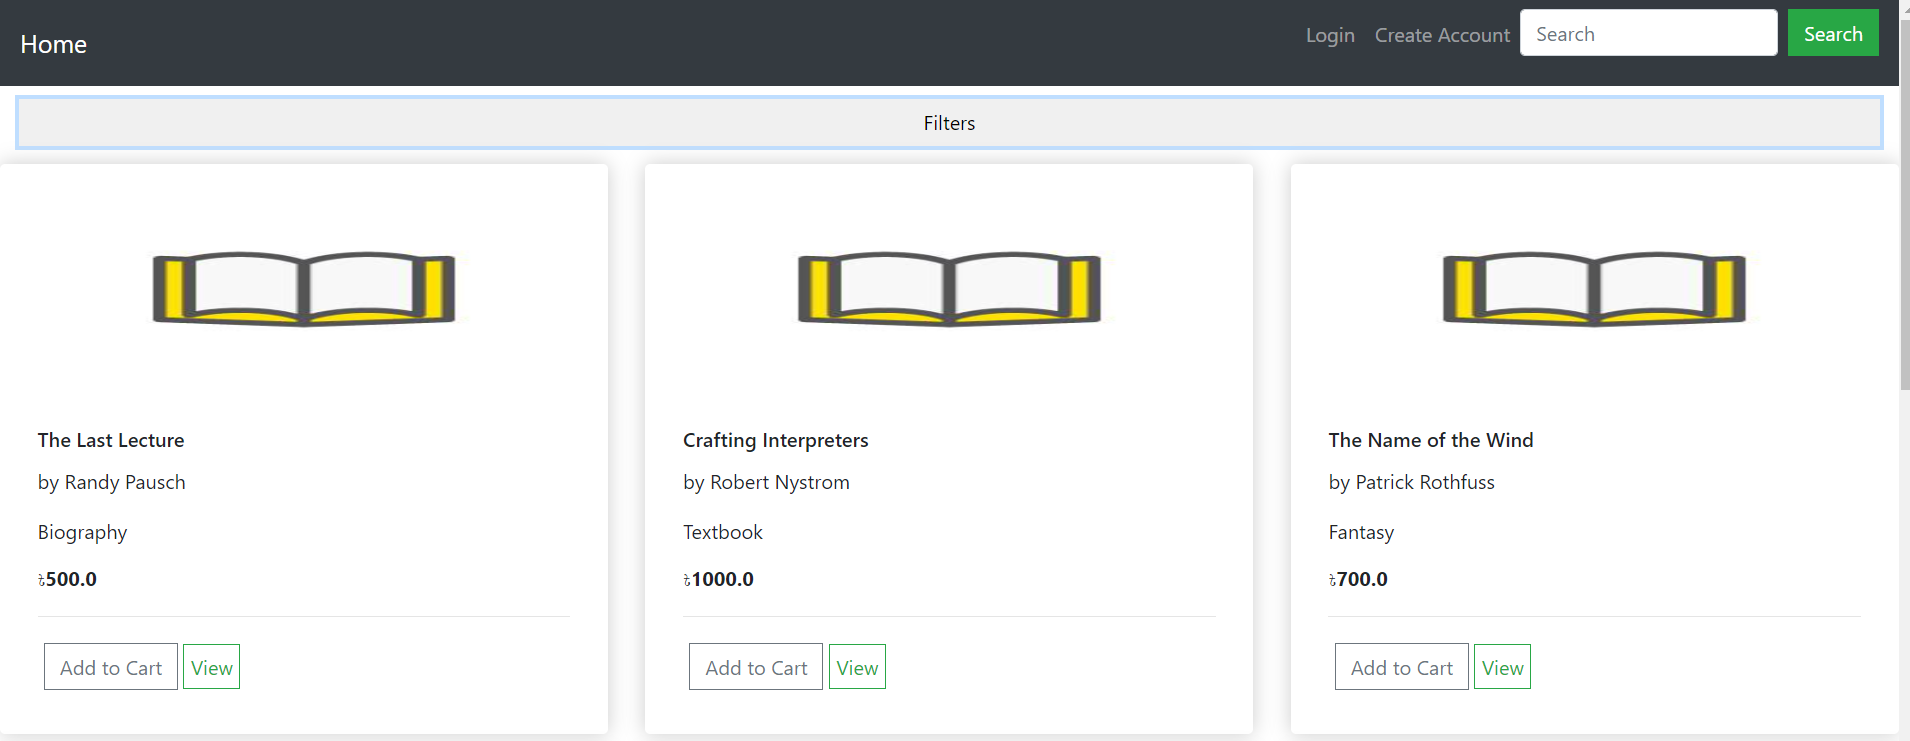 Home
Login Create Account Search Search
Filters
The Last Lecture
by Randy Pausch
Biography
৳500.0
Add to Cart View
Crafting Interpreters
by Robert Nystrom
Textbook
৳1000.0
Add to Cart View
The Name of the Wind
by Patrick Rothfuss
Fantasy
৳700.0
Add to Cart View